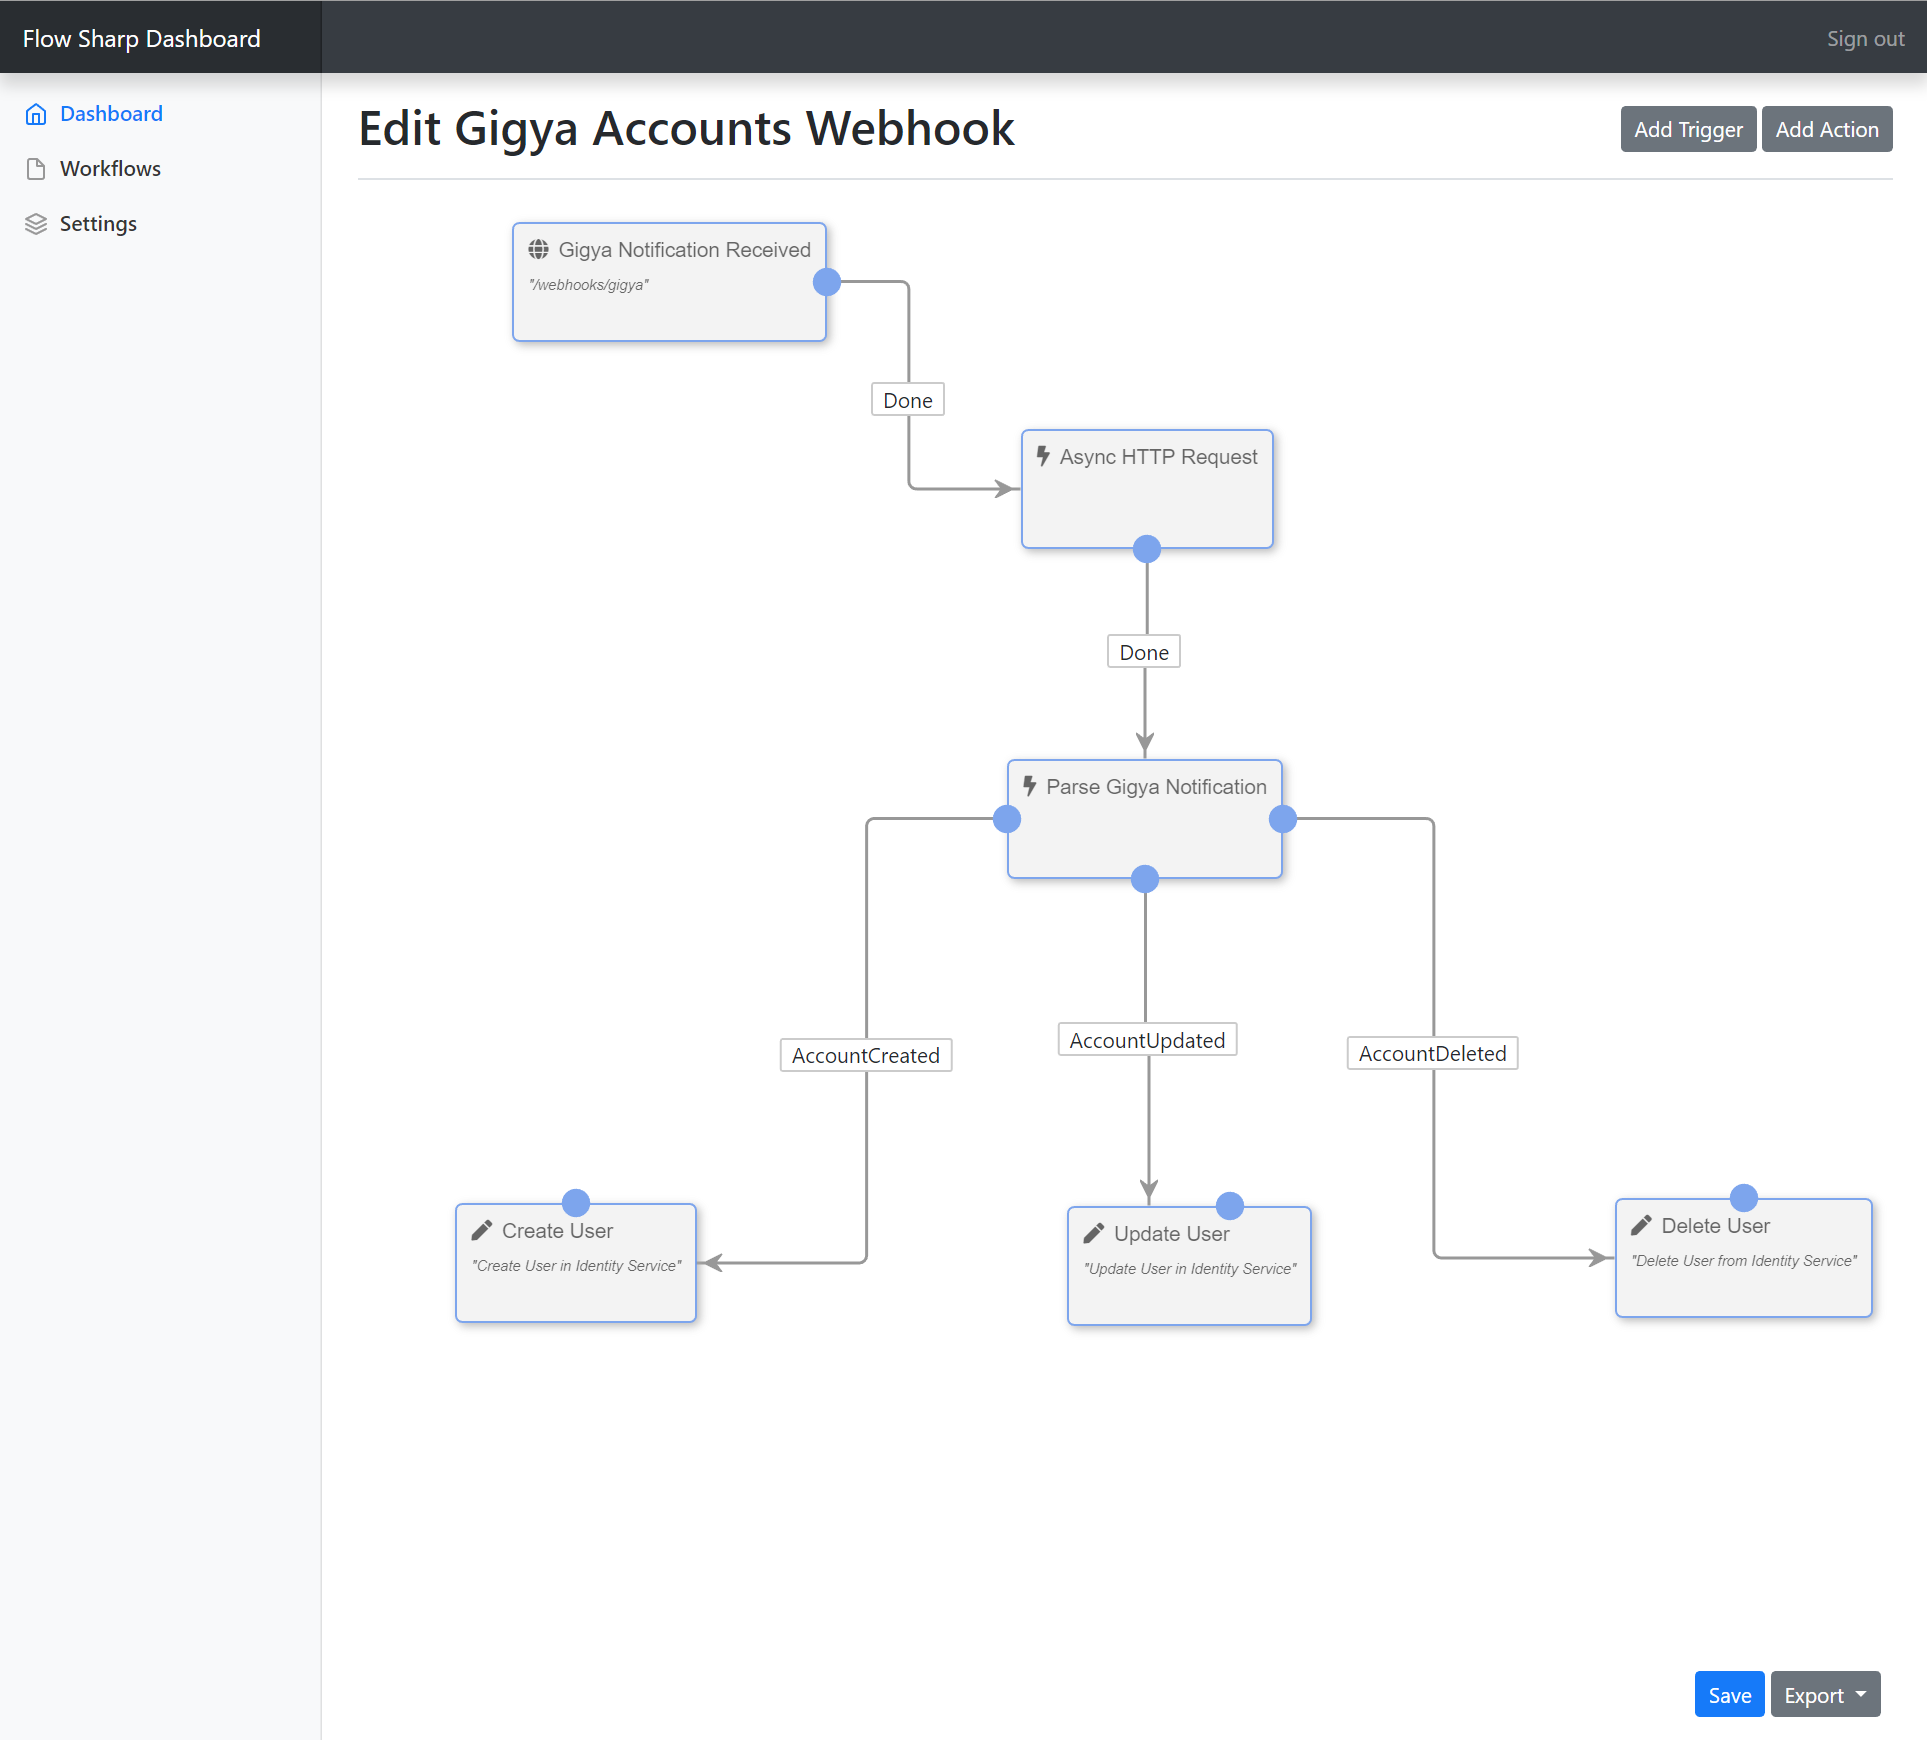 Flow Sharp Dashboard
Sign out
Dashboard
Workflows
Settings
Edit Gigya Accounts Webhook
Add Trigger
Add Action
Gigya Notification Received
"/webhooks/gigya"
Done
Async HTTP Request
Done
Parse Gigya Notification
AccountCreated
AccountUpdated
AccountDeleted
Create User
"Create User in Identity Service"
Update User
"Update User in Identity Service"
Delete User
"Delete User from Identity Service"
Save
Export